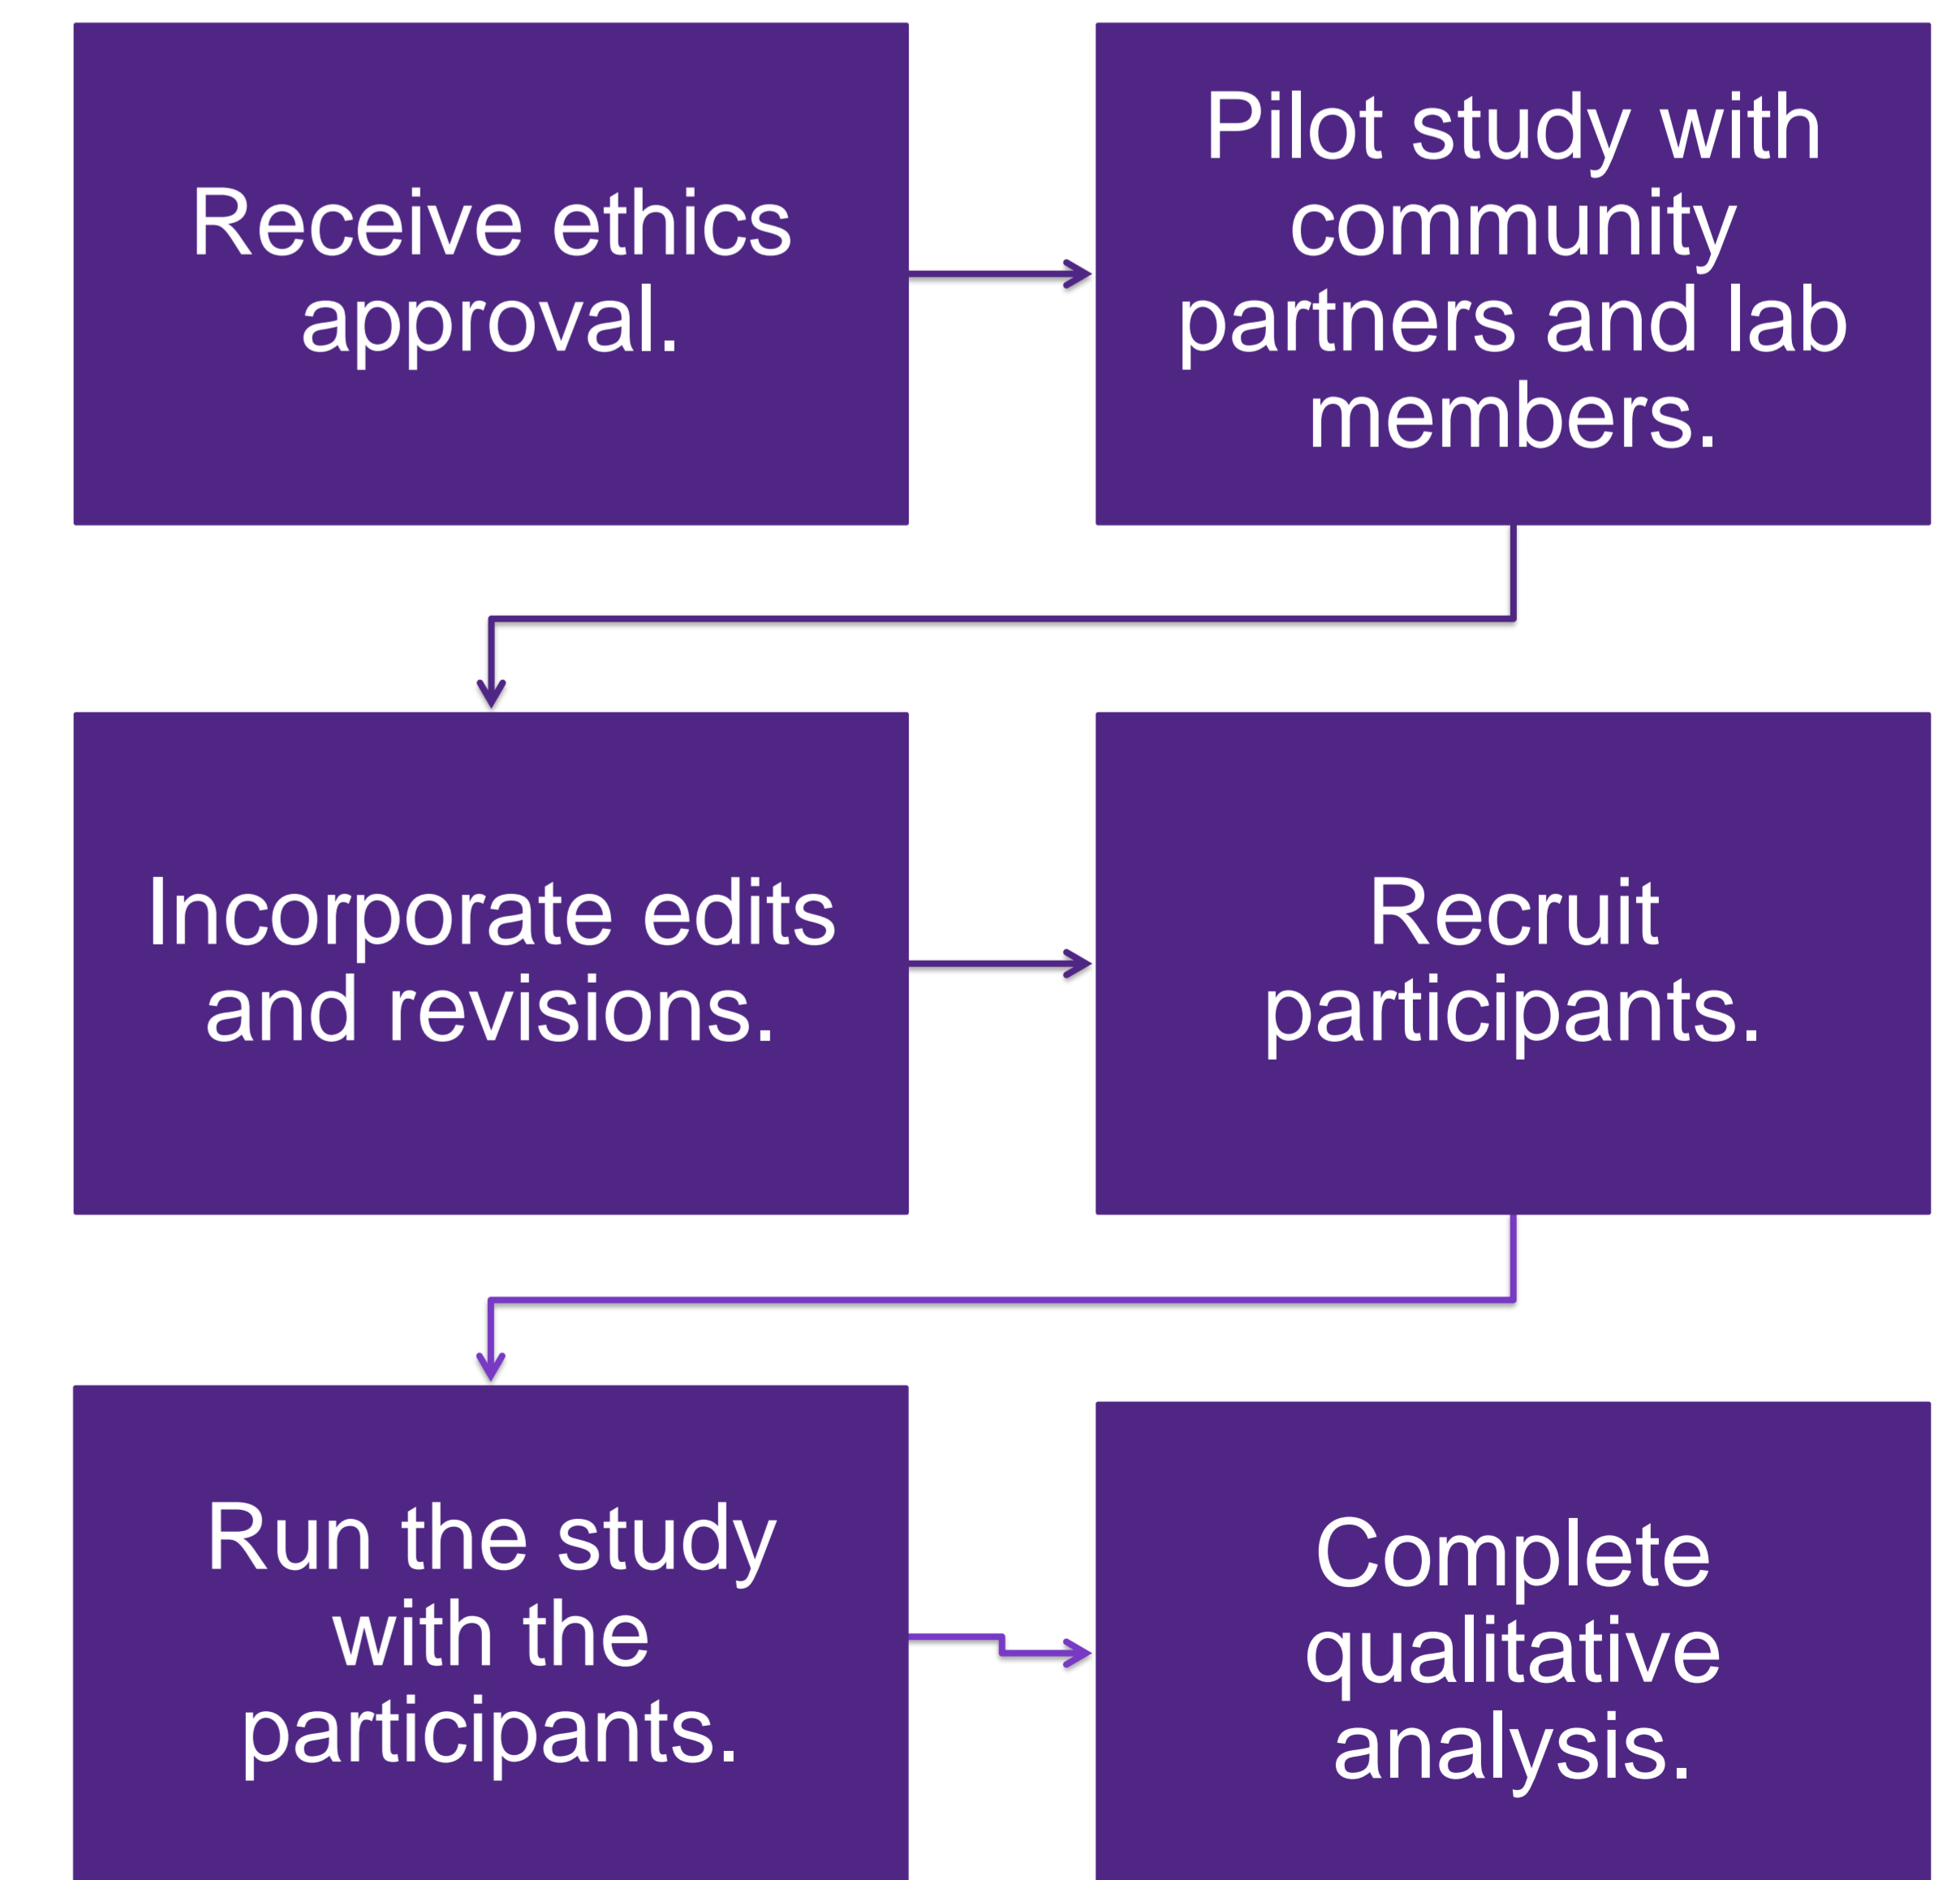 Receive ethics
approval.
Pilot study with
community
partners and lab
members.
Incorporate edits
and revisions.
Recruit
participants.
Run the study
with the
participants.
Complete
qualitative
analysis.